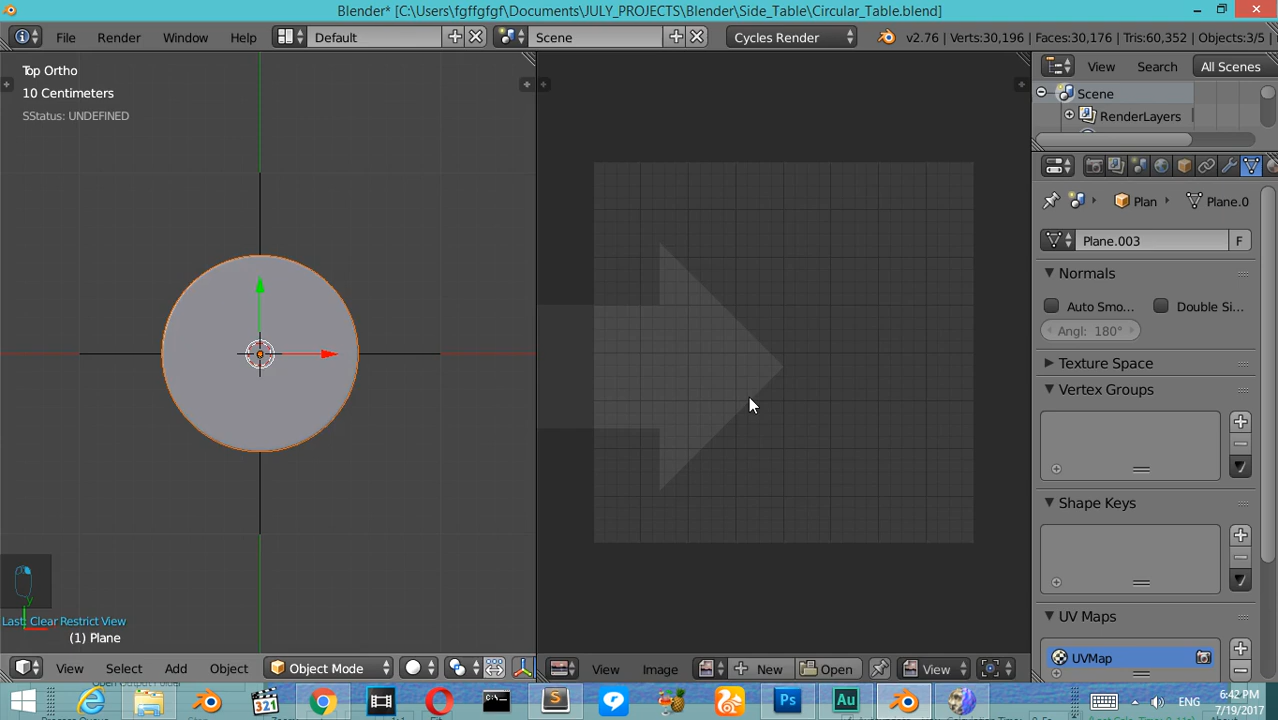 Blender* [C:\Users\fgffgfgf\Documents\JULY_PROJECTS\Blender\Side_Table\Circular_Table.blend]
File Render Window Help Default Scene Cycles Render v2.76 | Verts:30,196 | Faces:30,176 | Tris:60,352 | Objects:3/5 |
Top Ortho
10 Centimeters
SStatus: UNDEFINED
View Search All Scenes
Scene
RenderLayers
Plan Plane.0
Plane.003 F
Normals
Auto Smo... Double Si...
Angl: 180°
Texture Space
Vertex Groups
Shape Keys
UV Maps
UVMap
y
Last: Clear Restrict View
(1) Plane
View Select Add Object Object Mode
View Image New Open View
321
Ps
Au
ENG
6:42 PM
7/19/2017